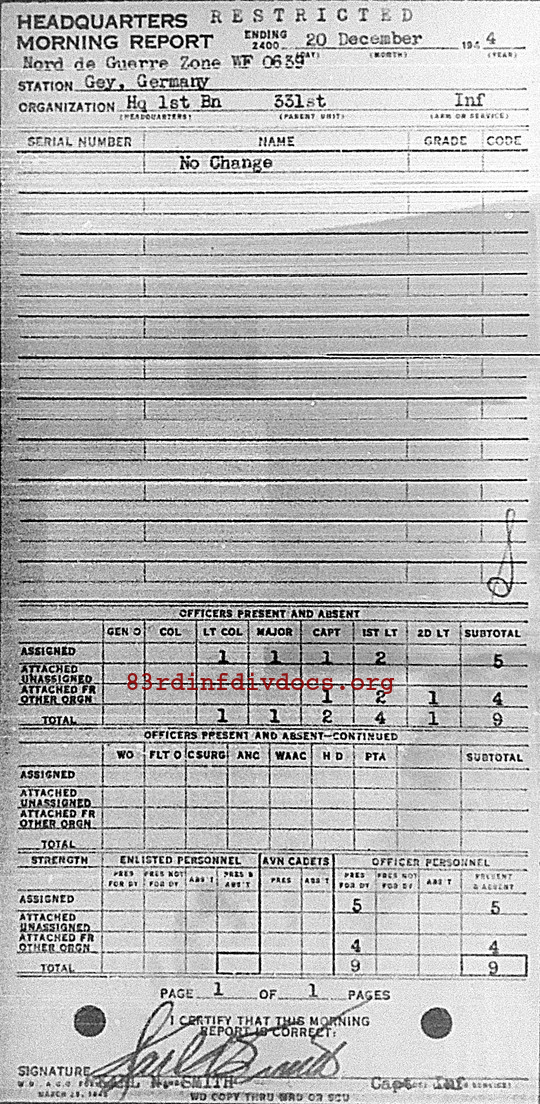 HEADQUARTERS RESTRICTED
MORNING REPORT ENDING 2400 20 December 1944
(DAY) (MONTH) (YEAR)
Nord de Guerre Zone WF 0639
STATION Gey, Germany
ORGANIZATION Hq 1st Bn 331st Inf
(HEADQUARTERS) (PARENT UNIT) (ARM OR SERVICE)
SERIAL NUMBER NAME GRADE CODE
No Change
OFFICERS PRESENT AND ABSENT
GEN O COL LT COL MAJOR CAPT 1ST LT 2D LT SUBTOTAL
ASSIGNED 1 1 1 2 5
ATTACHED UNASSIGNED
83rdinfdivdocs.org
ATTACHED FR OTHER ORGN 1 2 1 4
TOTAL 1 1 2 4 1 9
OFFICERS PRESENT AND ABSENT—CONTINUED
WO FLT O CSURG ANC WAAC H D PTA SUBTOTAL
ASSIGNED
ATTACHED UNASSIGNED
ATTACHED FR OTHER ORGN
TOTAL
STRENGTH ENLISTED PERSONNEL AVN CADETS OFFICER PERSONNEL
PRES FOR DY PRES NOT FOR DY ABS'T PRES & ABS'T PRES ABS'T PRES FOR DY PRES NOT FOR DY ABS'T PRESENT & ABSENT
ASSIGNED 5 5
ATTACHED UNASSIGNED
ATTACHED FR OTHER ORGN 4 4
TOTAL 9 9
PAGE 1 OF 1 PAGES
I CERTIFY THAT THIS MORNING
REPORT IS CORRECT:
SIGNATURE
N. SMITH Capt Inf
W.D. A.G.O. FORM
MARCH 29, 1943 WD COPY THRU MRU OR SCU